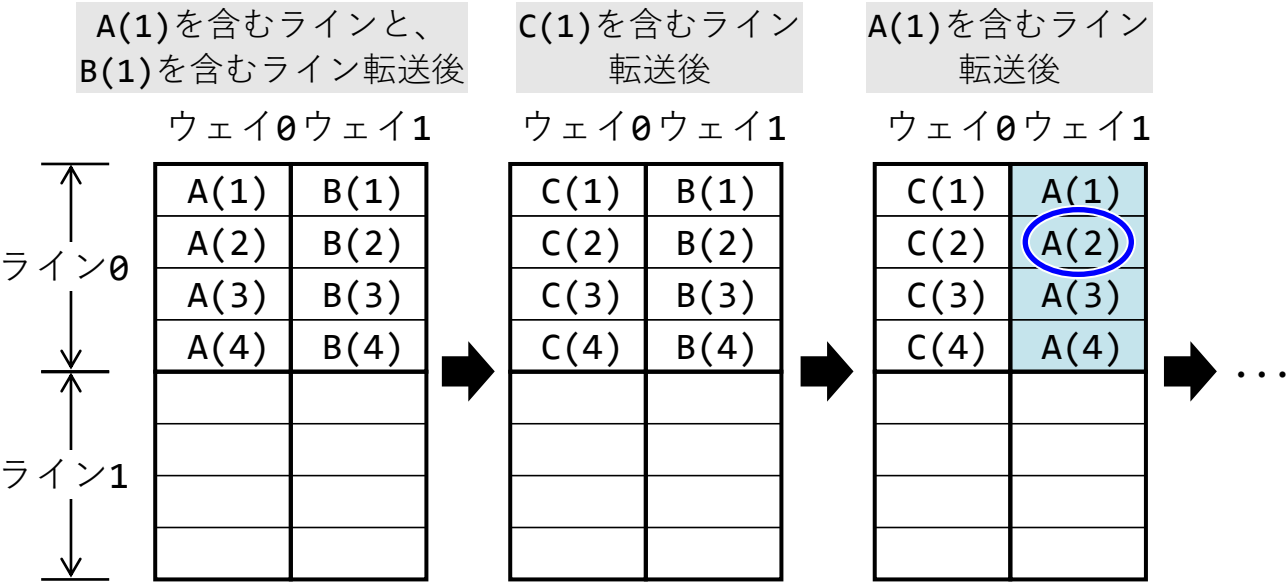 A(1)を含むラインと、
B(1)を含むライン転送後
C(1)を含むライン
転送後
A(1)を含むライン
転送後
ウェイ0 ウェイ1
ウェイ0 ウェイ1
ウェイ0 ウェイ1
ライン0
ライン1
A(1) B(1)
A(2) B(2)
A(3) B(3)
A(4) B(4)
C(1) B(1)
C(2) B(2)
C(3) B(3)
C(4) B(4)
C(1) A(1)
C(2) A(2)
C(3) A(3)
C(4) A(4)
...